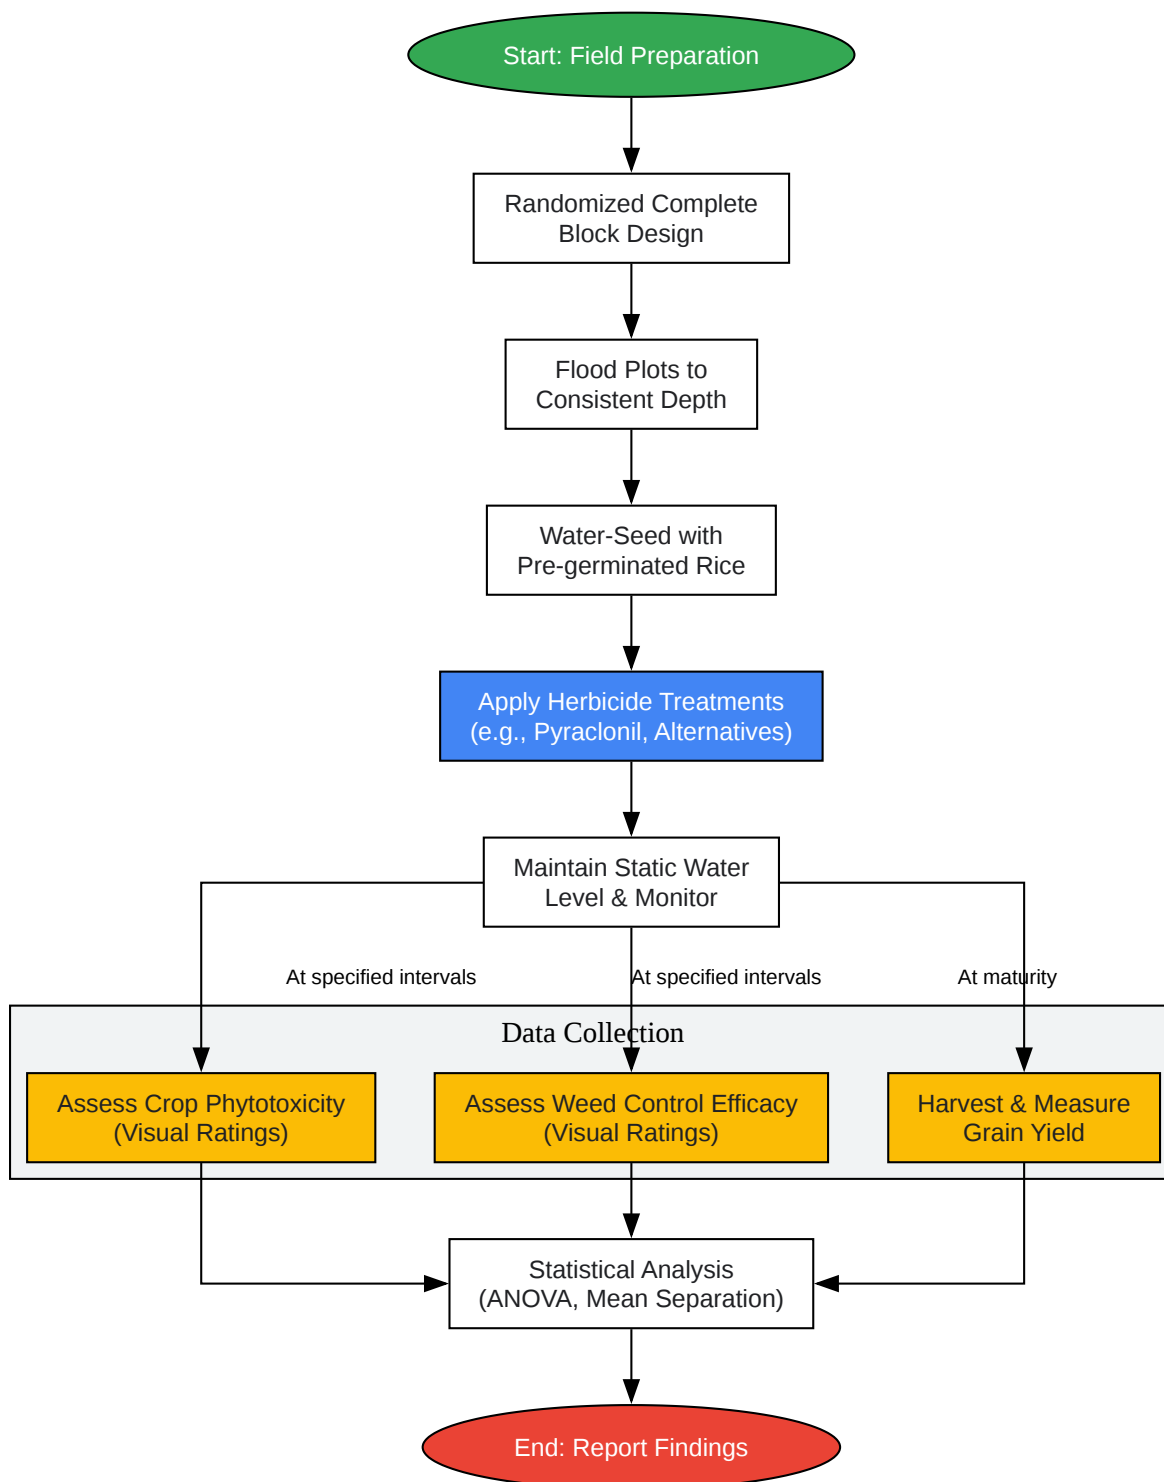 Start: Field Preparation
Randomized Complete
Block Design
Flood Plots to
Consistent Depth
Water-Seed with
Pre-germinated Rice
Apply Herbicide Treatments
(e.g., Pyraclonil, Alternatives)
Maintain Static Water
Level & Monitor
At specified intervals
At specified intervals
At maturity
Data Collection
Assess Crop Phytotoxicity
(Visual Ratings)
Assess Weed Control Efficacy
(Visual Ratings)
Harvest & Measure
Grain Yield
Statistical Analysis
(ANOVA, Mean Separation)
End: Report Findings